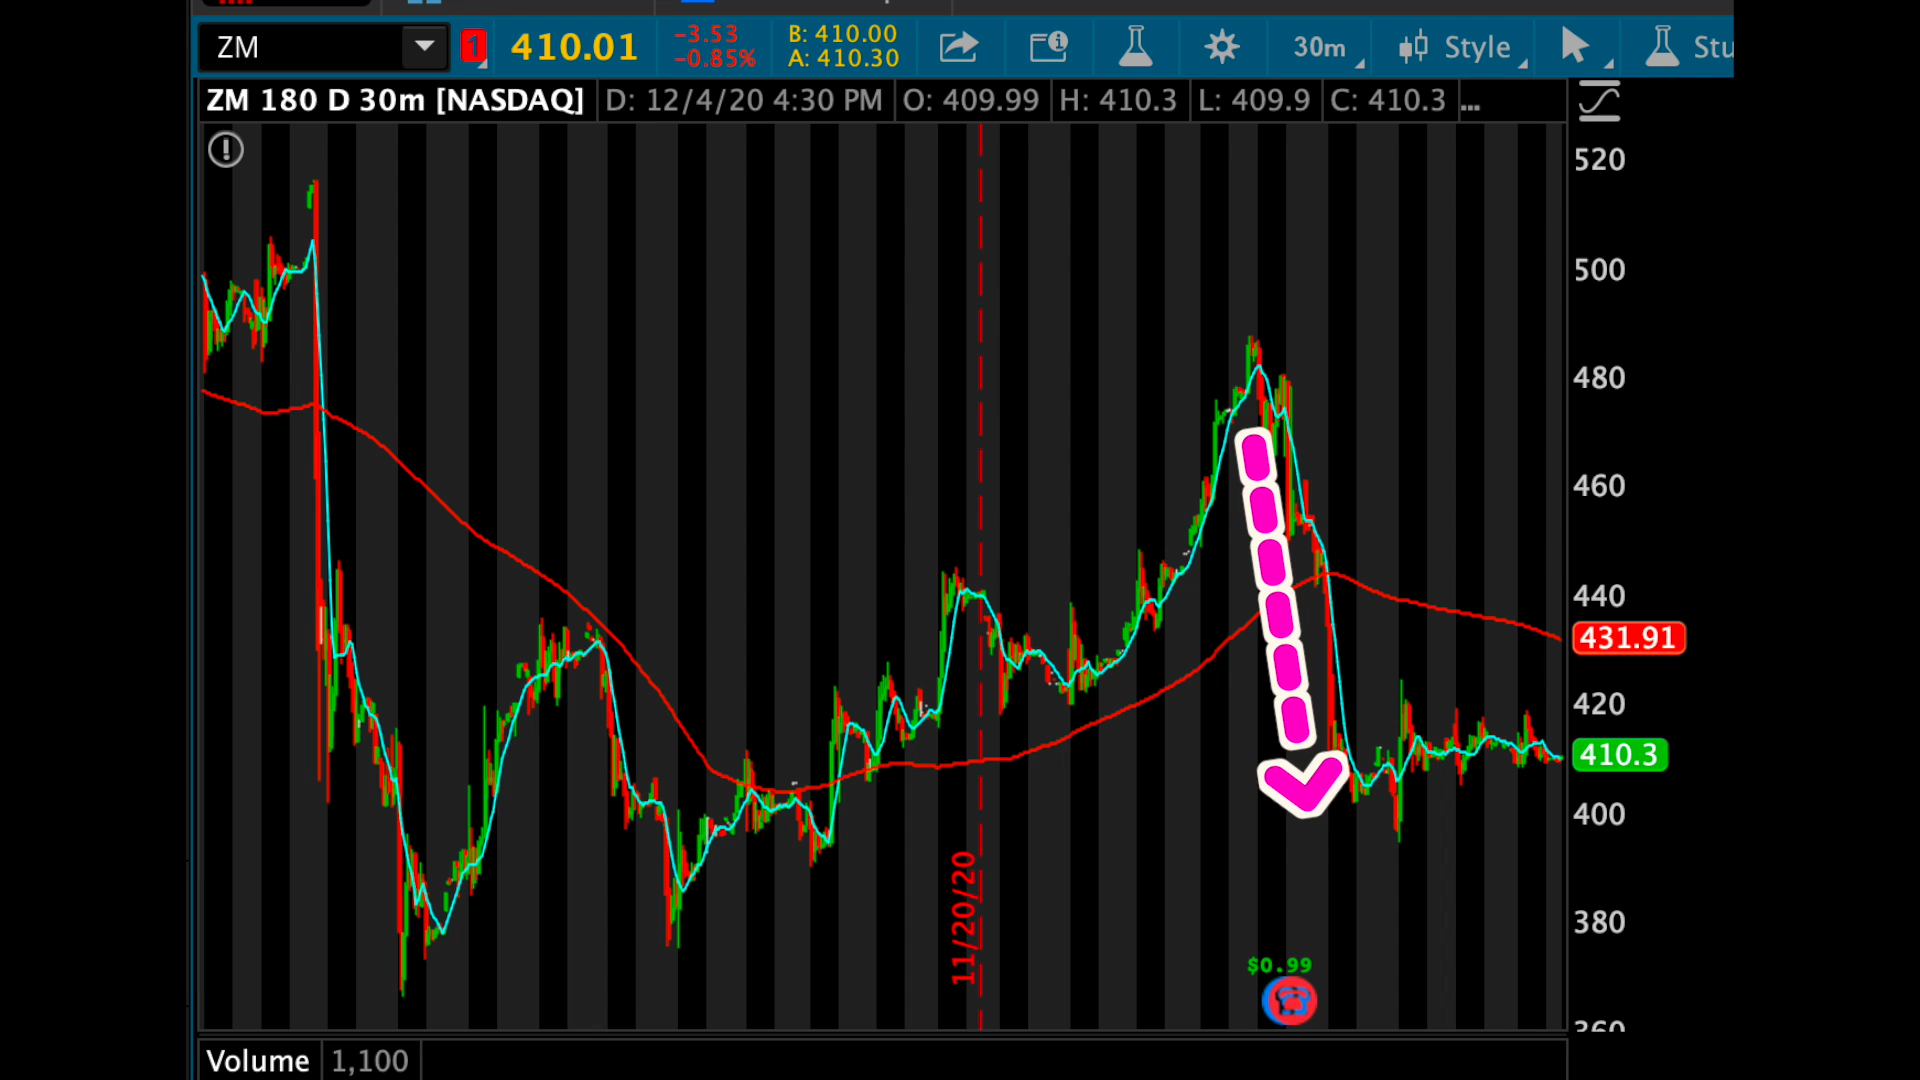 ZM
1
410.01
-3.53
-0.85%
B: 410.00
A: 410.30
30m
Style
Stu
ZM 180 D 30m [NASDAQ]
D: 12/4/20 4:30 PM
O: 409.99
H: 410.3
L: 409.9
C: 410.3
...
520
500
480
460
440
431.91
420
410.3
400
380
360
11/20/20
$0.99
Volume
1,100